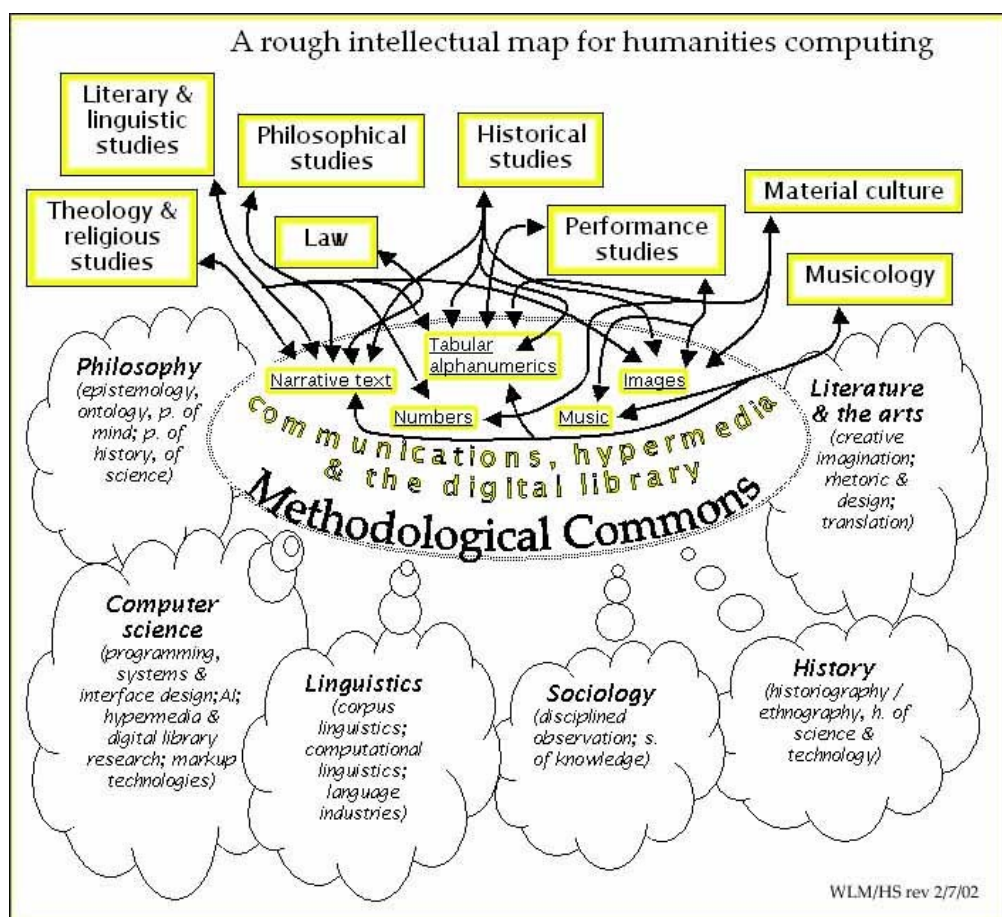 A rough intellectual map for humanities computing
Literary &
linguistic
studies
Philosophical
studies
Historical
studies
Material culture
Theology &
religious
studies
Law
Performance
studies
Musicology
Philosophy
(epistemology,
ontology, p. of
mind; p. of
history, of
science)
Tabular
alphanumerics
Narrative text
Images
Numbers
Music
communications, hypermedia
& the digital library
Methodological Commons
Literature
& the arts
(creative
imagination;
rhetoric &
design;
translation)
Computer
science
(programming,
systems &
interface design;AI;
hypermedia &
digital library
research; markup
technologies)
Linguistics
(corpus
linguistics;
computational
linguistics;
language
industries)
Sociology
(disciplined
observation; s.
of knowledge)
History
(historiography /
ethnography, h. of
science &
technology)
WLM/HS rev 2/7/02